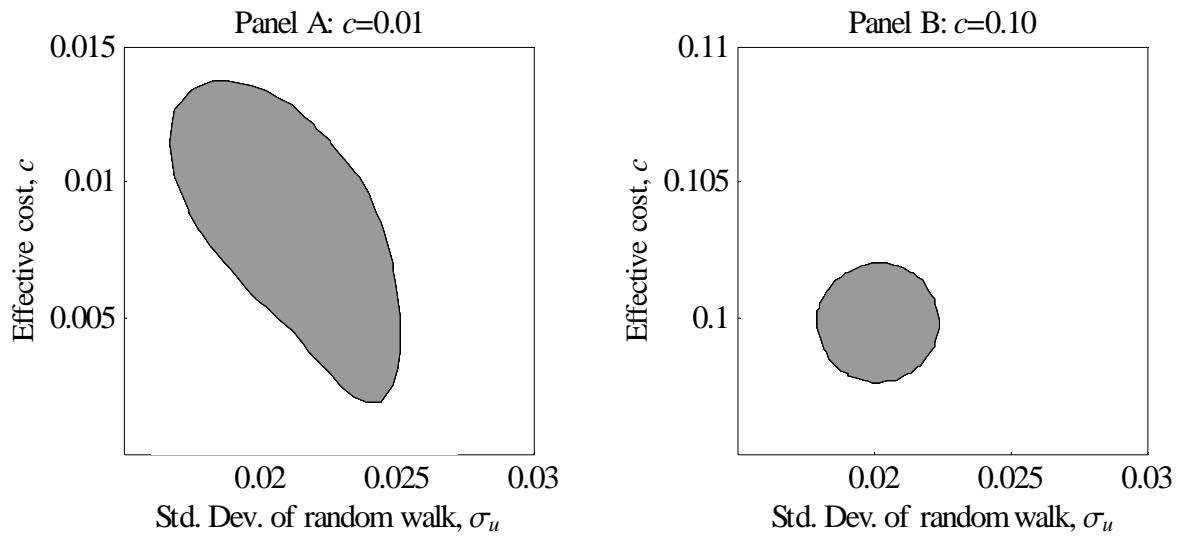 Panel A: c=0.01
0.015
0.01
0.005
Effective cost, c
0.02 0.025 0.03
Std. Dev. of random walk, σu
Panel B: c=0.10
0.11
0.105
0.1
Effective cost, c
0.02 0.025 0.03
Std. Dev. of random walk, σu